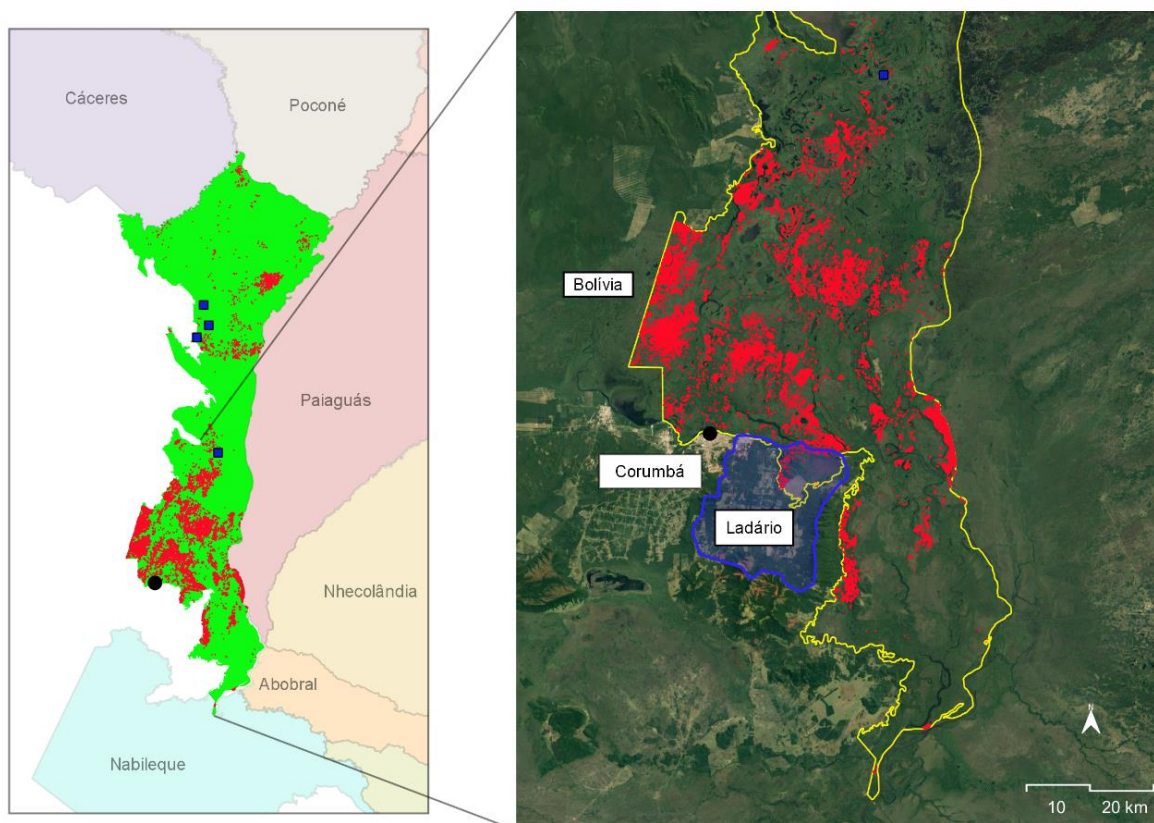 Cáceres
Poconé
Paiaguás
Nhecolândia
Abobral
Nabileque
Bolívia
Corumbá
Ladário
10 20 km